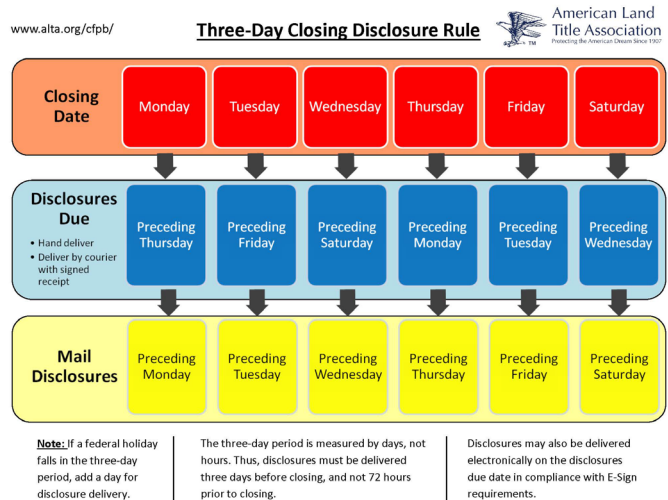 www.alta.org/cfpb/
Three-Day Closing Disclosure Rule
American Land
Title Association
Protecting the American Dream Since 1907
TM
Closing
Date
Monday
Tuesday
Wednesday
Thursday
Friday
Saturday
Disclosures
Due
• Hand deliver
• Deliver by courier
with signed
receipt
Preceding
Thursday
Preceding
Friday
Preceding
Saturday
Preceding
Monday
Preceding
Tuesday
Preceding
Wednesday
Mail
Disclosures
Preceding
Monday
Preceding
Tuesday
Preceding
Wednesday
Preceding
Thursday
Preceding
Friday
Preceding
Saturday
Note: If a federal holiday
falls in the three-day
period, add a day for
disclosure delivery.
The three-day period is measured by days, not
hours. Thus, disclosures must be delivered
three days before closing, and not 72 hours
prior to closing.
Disclosures may also be delivered
electronically on the disclosures
due date in compliance with E-Sign
requirements.